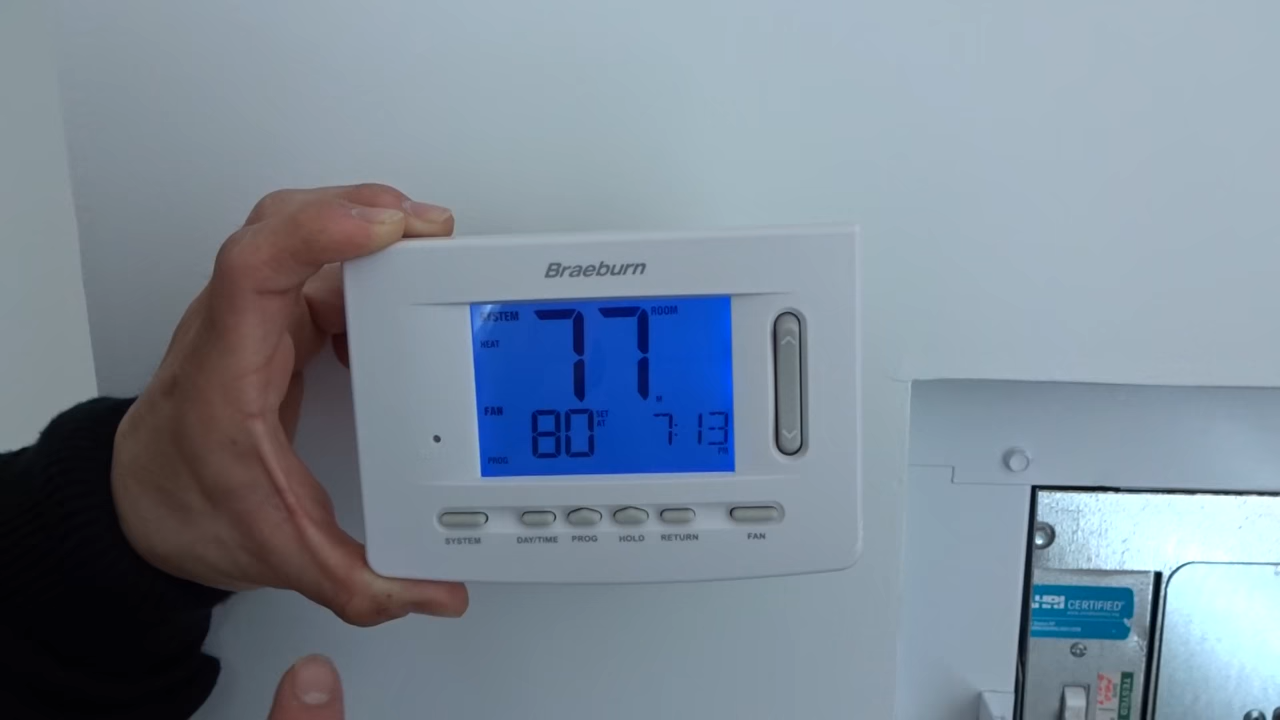 Braeburn
SYSTEM
77
ROOM
HEAT
FAN
80
SET
AT
7:13
PM
PROG
SYSTEM
DAY/TIME
PROG
HOLD
RETURN
FAN
CERTIFIED
TESTED